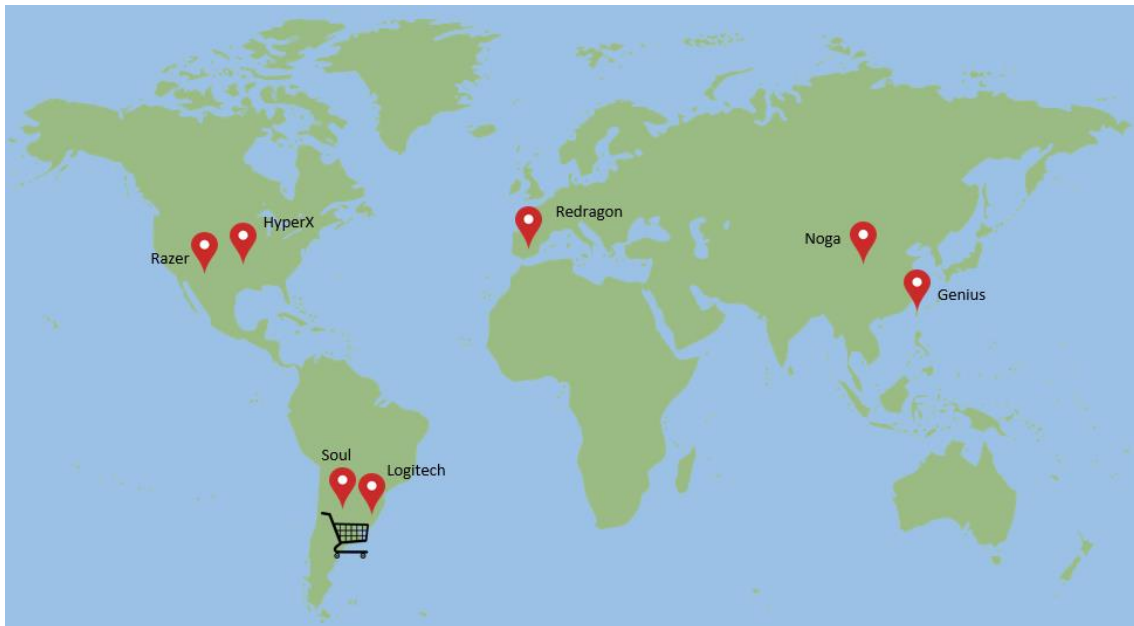 HyperX
Razer
Redragon
Noga
Genius
Soul
Logitech